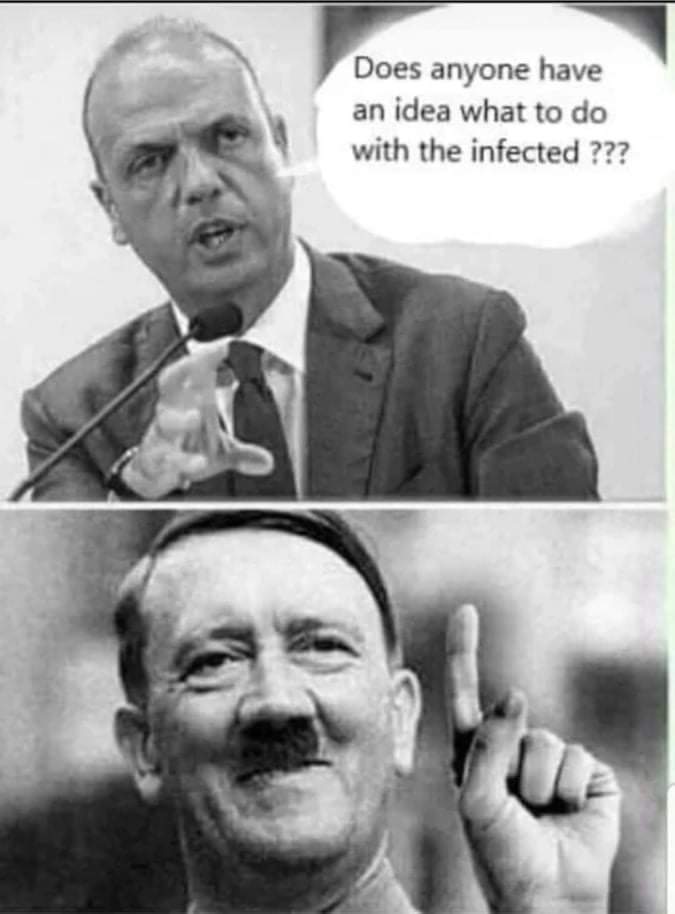 Does anyone have
an idea what to do
with the infected ???